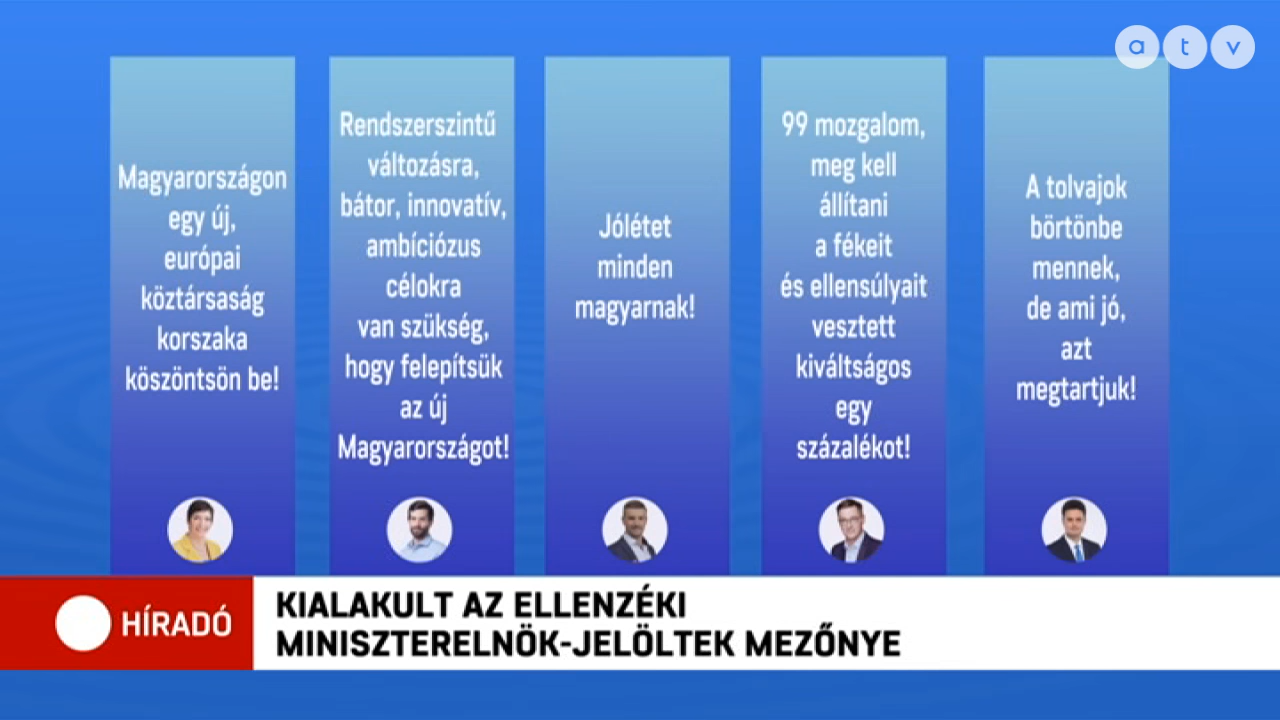 atv
Magyarországon
egy új,
európai
köztársaság
korszaka
köszöntsön be!
Rendszerszintű
változásra,
bátor, innovatív,
ambíciózus
célokra
van szükség,
hogy felepítsük
az új
Magyarországot!
Jólétet
minden
magyarnak!
99 mozgalom,
meg kell
állítani
a fékeit
és ellensúlyait
vesztett
kiváltságos
egy
százalékot!
A tolvajok
börtönbe
mennek,
de ami jó,
azt
megtartjuk!
HÍRADÓ
KIALAKULT AZ ELLENZÉKI
MINISZTERELNÖK-JELÖLTEK MEZŐNYE